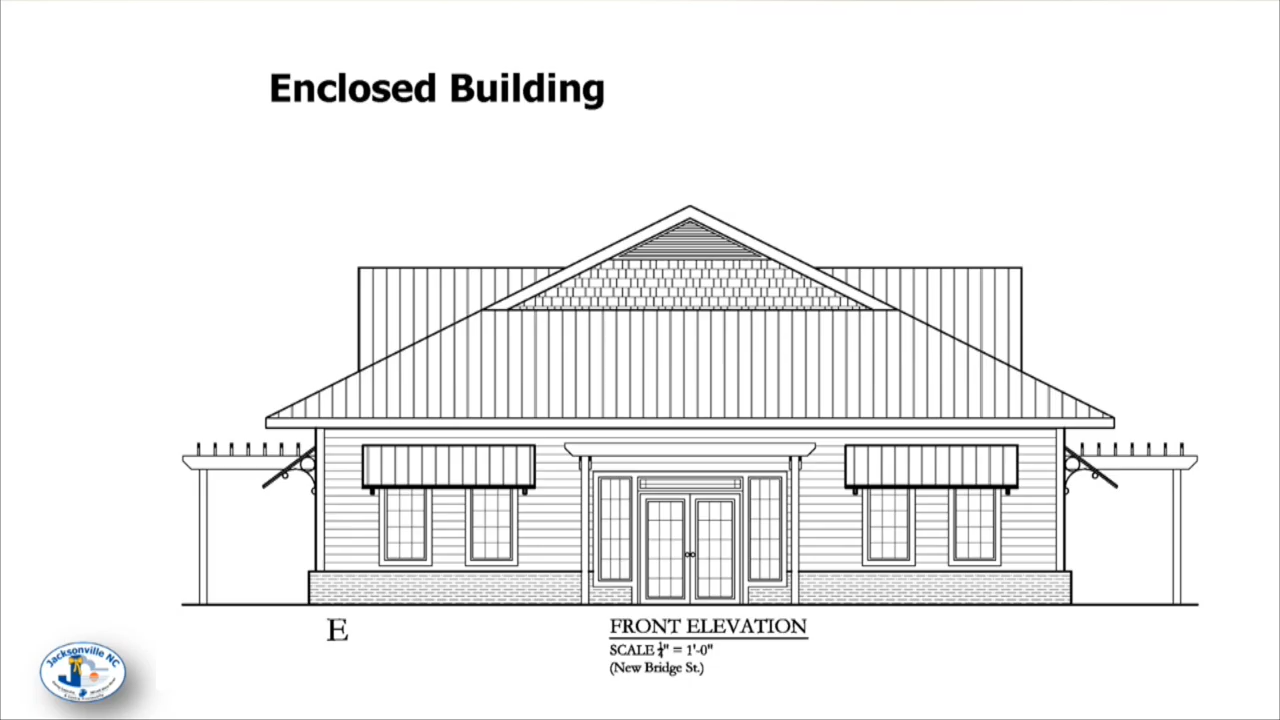 Enclosed Building
E
FRONT ELEVATION
SCALE ¼" = 1'-0"
(New Bridge St.)
Jacksonville NC